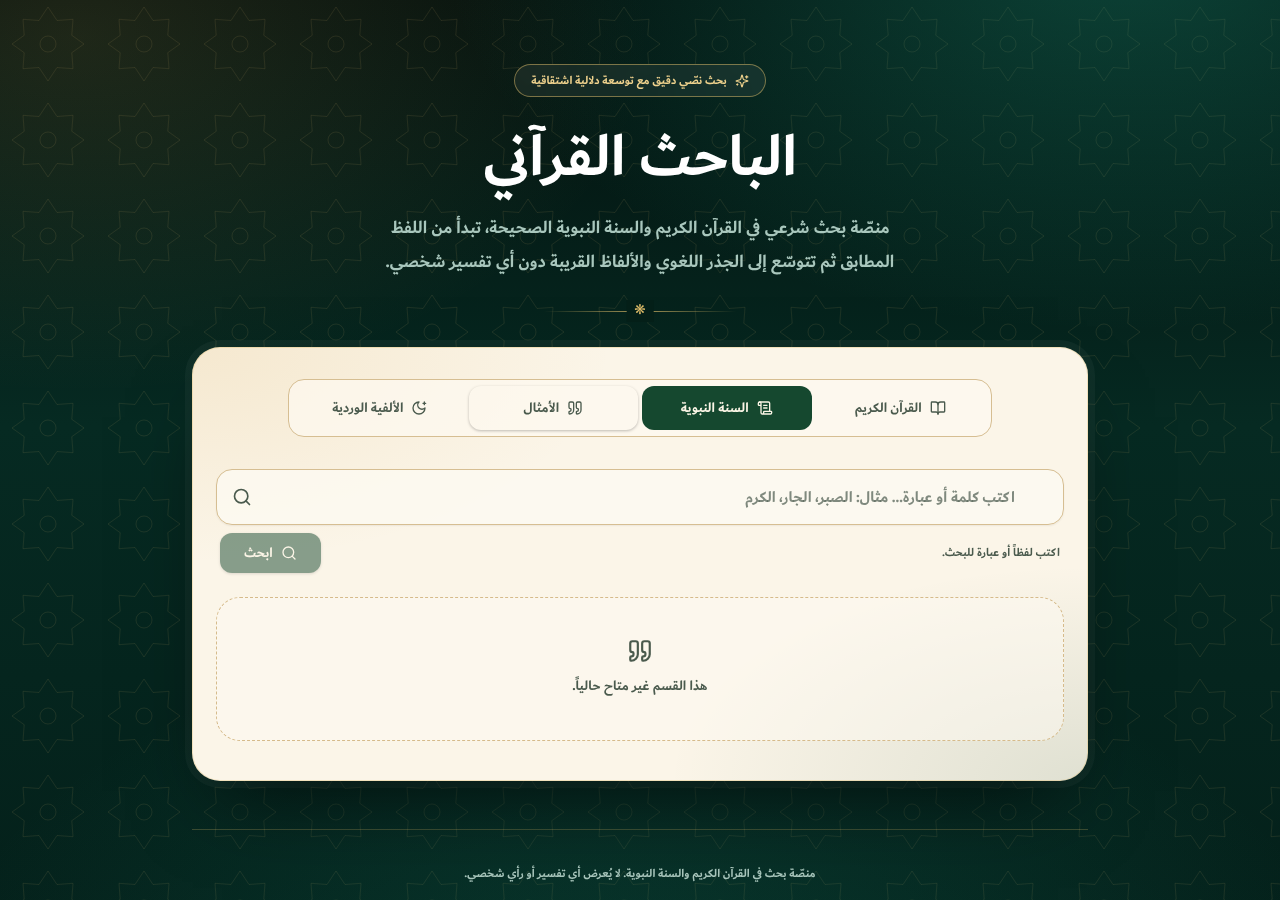 بحث نصّي دقيق مع توسعة دلالية اشتقاقية
الباحث القرآني
منصّة بحث شرعي في القرآن الكريم والسنة النبوية الصحيحة، تبدأ من اللفظ
المطابق ثم تتوسّع إلى الجذر اللغوي والألفاظ القريبة دون أي تفسير شخصي.
القرآن الكريم
السنة النبوية
الأمثال
الألفية الوردية
اكتب كلمة أو عبارة... مثال: الصبر، الجار، الكرم
اكتب لفظاً أو عبارة للبحث.
ابحث
هذا القسم غير متاح حالياً.
منصّة بحث في القرآن الكريم والسنة النبوية. لا يُعرض أي تفسير أو رأي شخصي.